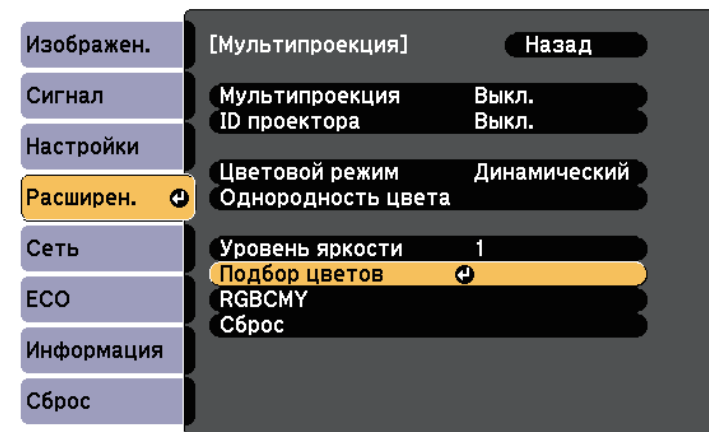 Изображен.
Сигнал
Настройки
Расширен.
Сеть
ECO
Информация
Сброс
[Мультипроекция] Назад
Мультипроекция Выкл.
ID проектора Выкл.
Цветовой режим Динамический
Однородность цвета
Уровень яркости 1
Подбор цветов
RGBCMY
Сброс